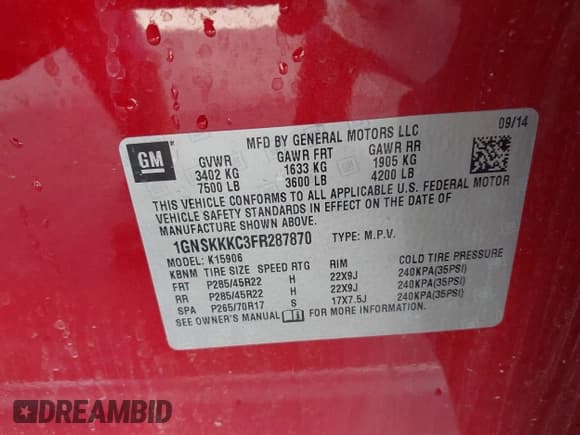 MFD BY GENERAL MOTORS LLC 09/14
GM GVWR GAWR FRT GAWR RR
3402 KG 1633 KG 1905 KG
7500 LB 3600 LB 4200 LB
THIS VEHICLE CONFORMS TO ALL APPLICABLE U.S. FEDERAL MOTOR
VEHICLE SAFETY STANDARDS IN EFFECT ON THE DATE OF
MANUFACTURE SHOWN ABOVE.
1GNSKKKC3FR287870 TYPE: M.P.V.
MODEL: K15906
KBNM TIRE SIZE SPEED RTG RIM COLD TIRE PRESSURE
FRT P285/45R22 H 22X9J 240KPA(35PSI)
RR P285/45R22 H 22X9J 240KPA(35PSI)
SPA P265/70R17 S 17X7.5J 240KPA(35PSI)
SEE OWNER'S MANUAL FOR MORE INFORMATION.
DREAMBID